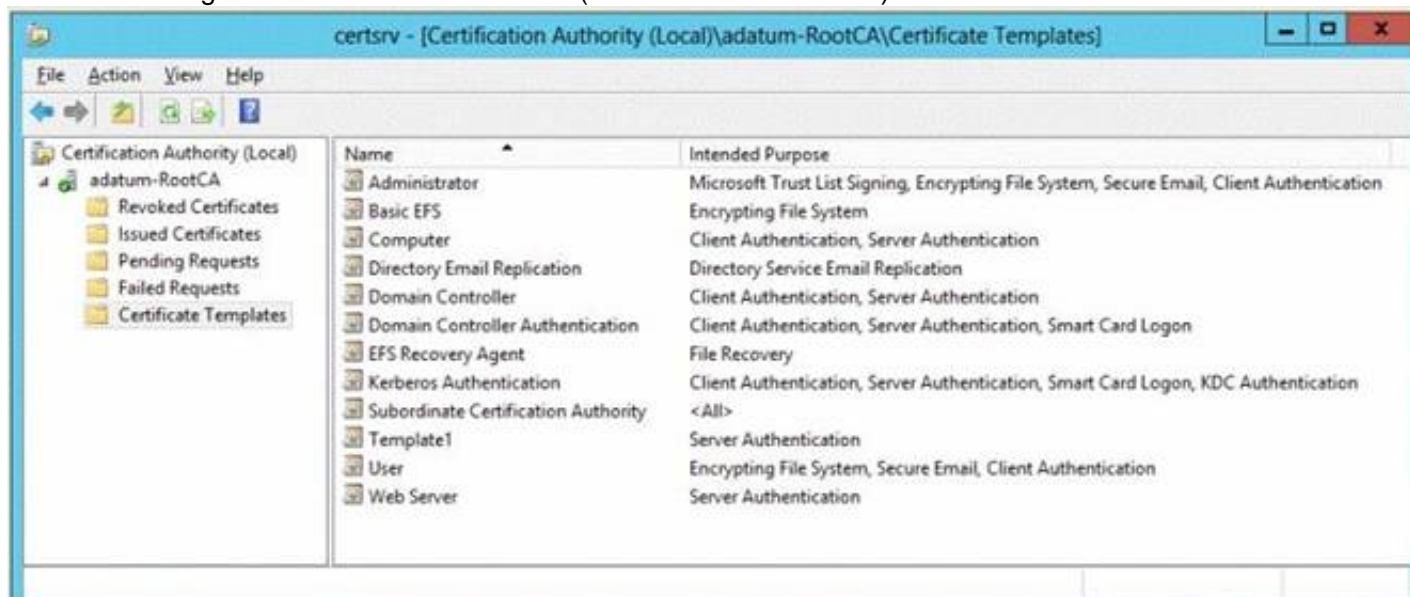 certsrv - [Certification Authority (Local)\adatum-RootCA\Certificate Templates]
File Action View Help
Certification Authority (Local)
adatum-RootCA
Revoked Certificates
Issued Certificates
Pending Requests
Failed Requests
Certificate Templates
Name Intended Purpose
Administrator Microsoft Trust List Signing, Encrypting File System, Secure Email, Client Authentication
Basic EFS Encrypting File System
Computer Client Authentication, Server Authentication
Directory Email Replication Directory Service Email Replication
Domain Controller Client Authentication, Server Authentication
Domain Controller Authentication Client Authentication, Server Authentication, Smart Card Logon
EFS Recovery Agent File Recovery
Kerberos Authentication Client Authentication, Server Authentication, Smart Card Logon, KDC Authentication
Subordinate Certification Authority <All>
Template1 Server Authentication
User Encrypting File System, Secure Email, Client Authentication
Web Server Server Authentication